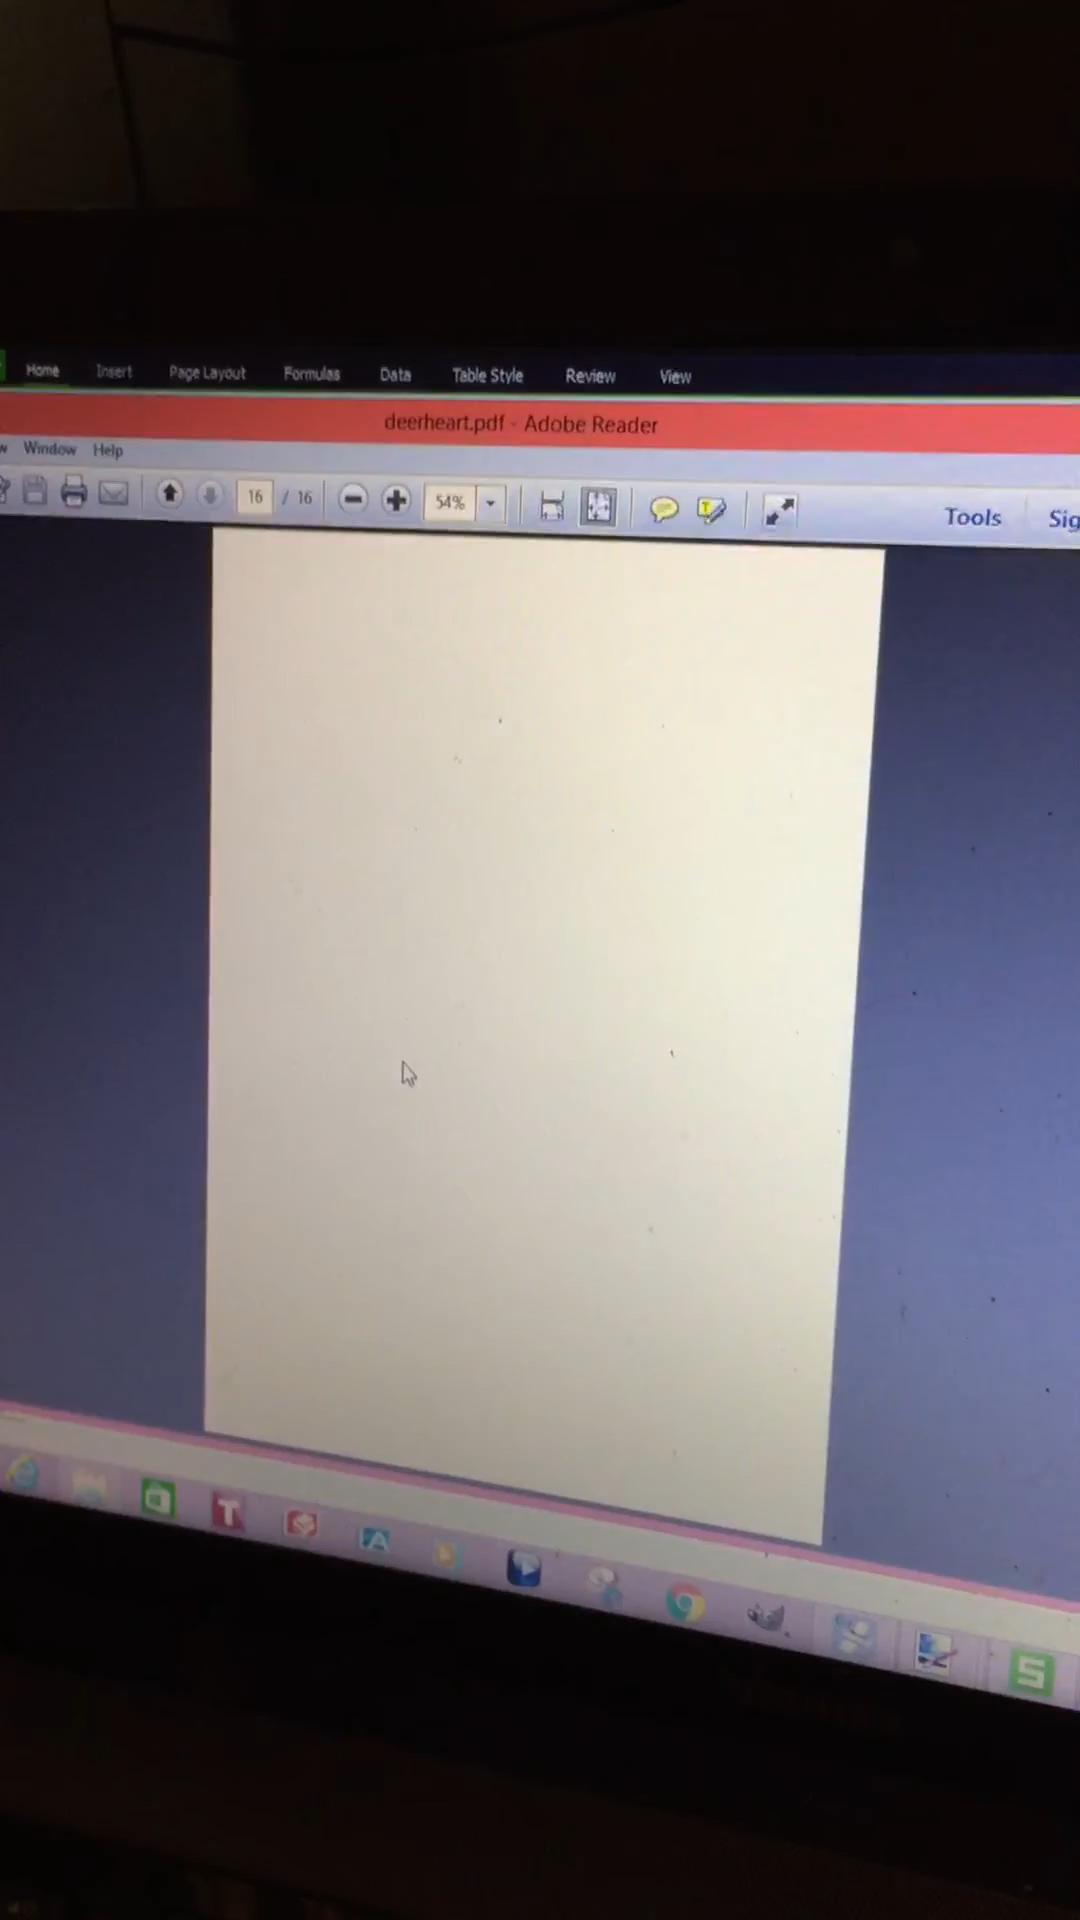 Home Insert Page Layout Formulas Data Table Style Review View
deerheart.pdf - Adobe Reader
Window Help
16 / 16 54% Tools